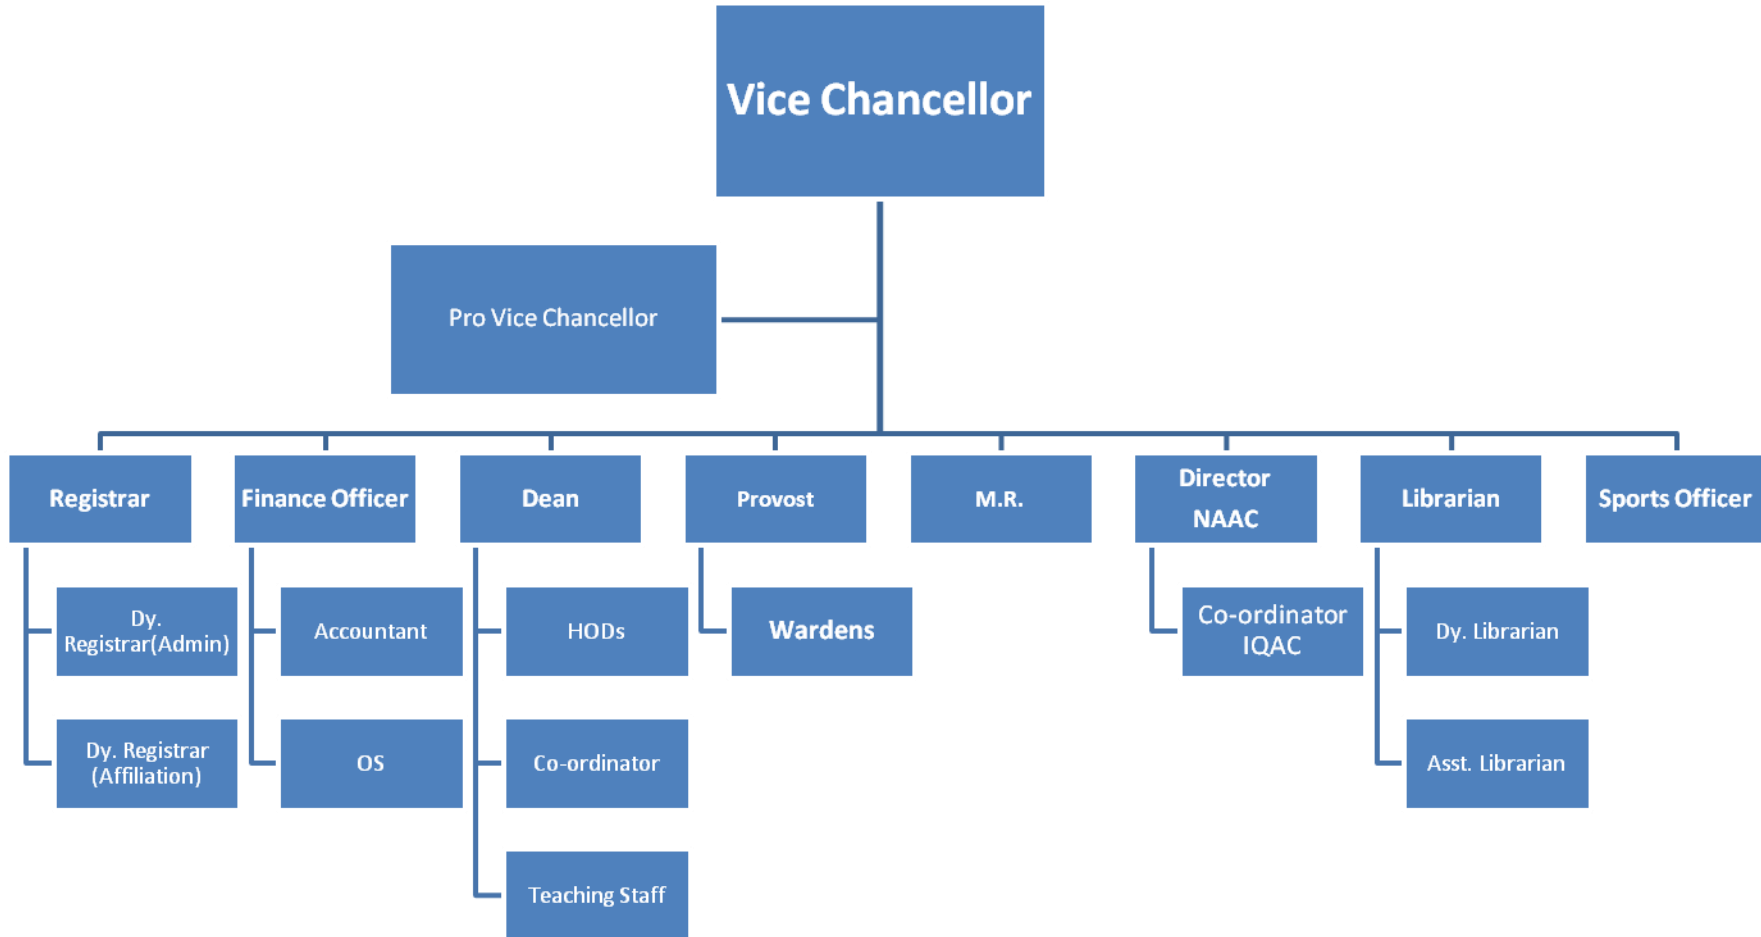 Vice Chancellor
Pro Vice Chancellor
Registrar
Finance Officer
Dean
Provost
M.R.
Director
NAAC
Librarian
Sports Officer
Dy.
Registrar(Admin)
Accountant
HODs
Wardens
Co-ordinator
IQAC
Dy. Librarian
Dy. Registrar
(Affiliation)
OS
Co-ordinator
Asst. Librarian
Teaching Staff